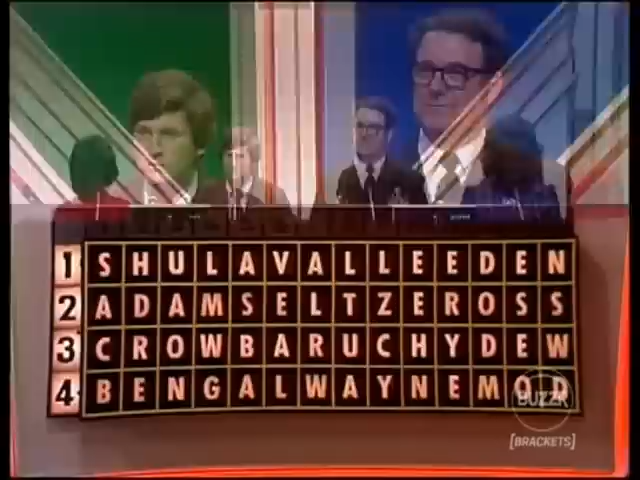 1 SHULAVALLEEDEN
2 ADAMSELTZEROSS
3 CROWBARUCHYDEW
4 BENGALWAYNEMOD
BUZZR
[BRACKETS]